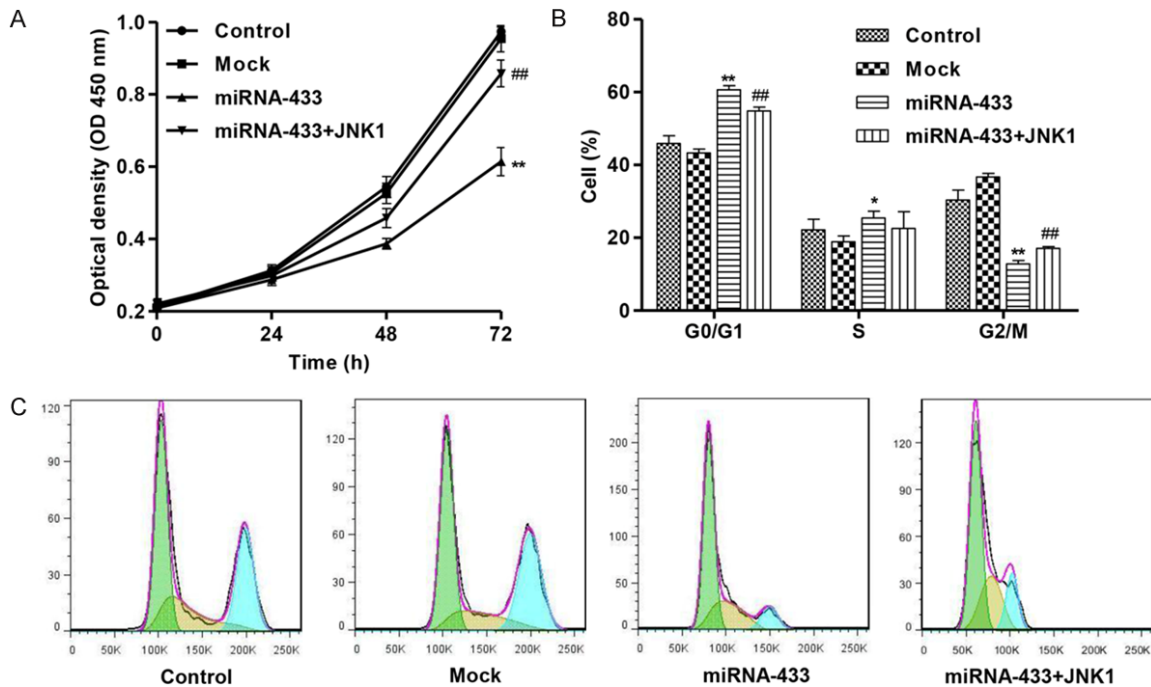 A
Optical density (OD 450 nm)
1.0
0.8
0.6
0.4
0.2
Control
Mock
miRNA-433
miRNA-433+JNK1
##
**
0
24
48
72
Time (h)
B
Cell (%)
80
60
40
20
0
Control
Mock
miRNA-433
miRNA-433+JNK1
**
##
*
**
##
G0/G1
S
G2/M
C
120
90
60
30
0
0
50K
100K
150K
200K
250K
Control
120
90
60
30
0
0
50K
100K
150K
200K
250K
Mock
200
150
100
50
0
0
50K
100K
150K
200K
250K
miRNA-433
120
90
60
30
0
0
50K
100K
150K
200K
250K
miRNA-433+JNK1